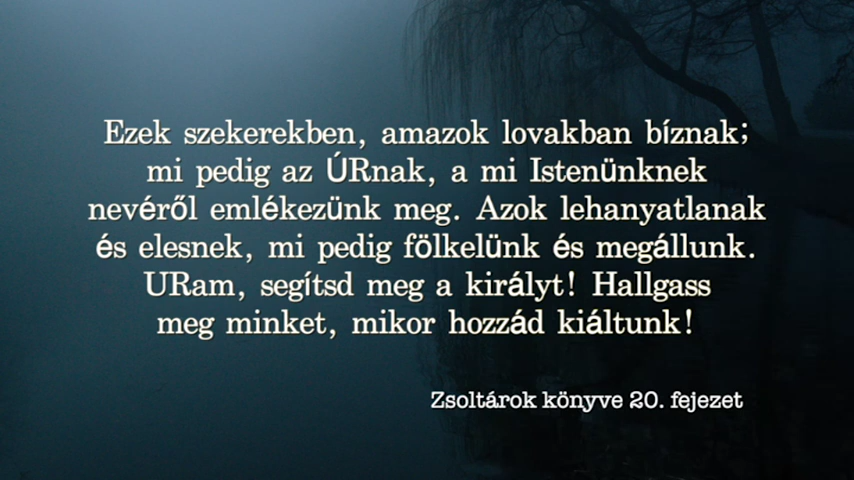 Ezek szekerekben, amazok lovakban bíznak;
mi pedig az ÚRnak, a mi Istenünknek
nevéről emlékezünk meg. Azok lehanyatlanak
és elesnek, mi pedig fölkelünk és megállunk.
URam, segítsd meg a királyt! Hallgass
meg minket, mikor hozzád kiáltunk!
Zsoltárok könyve 20. fejezet